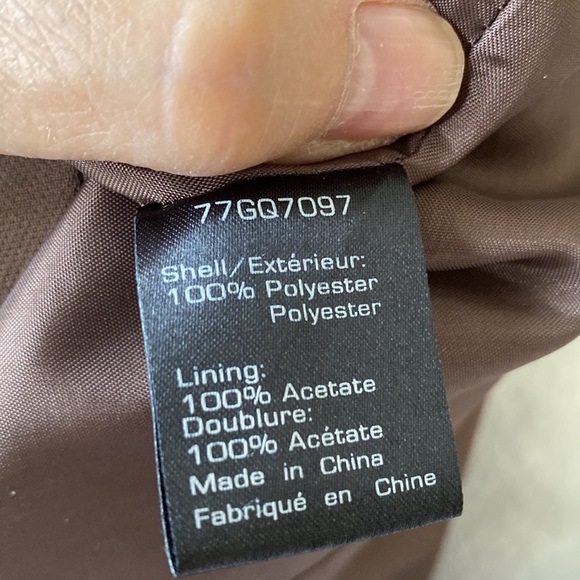 77GQ7097
Shell/Extérieur:
100% Polyester
Polyester
Lining:
100% Acetate
Doublure:
100% Acétate
Made in China
Fabriqué en Chine